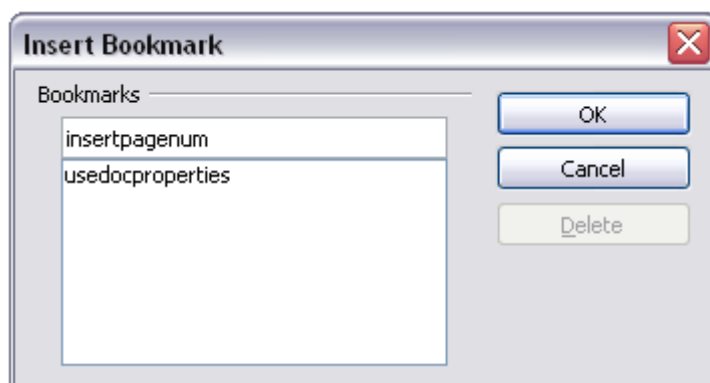 Insert Bookmark
Bookmarks
OK
insertpagenum
usedocproperties
Cancel
Delete